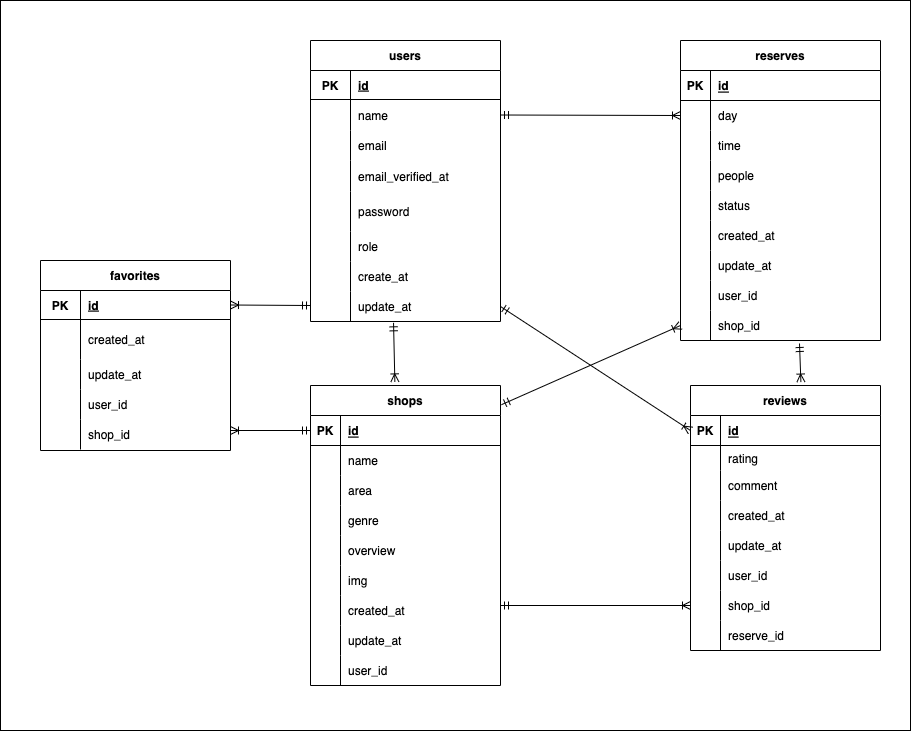 users
PK id
name
email
email_verified_at
password
role
create_at
update_at
reserves
PK id
day
time
people
status
created_at
update_at
user_id
shop_id
favorites
PK id
created_at
update_at
user_id
shop_id
shops
PK id
name
area
genre
overview
img
created_at
update_at
user_id
reviews
PK id
rating
comment
created_at
update_at
user_id
shop_id
reserve_id